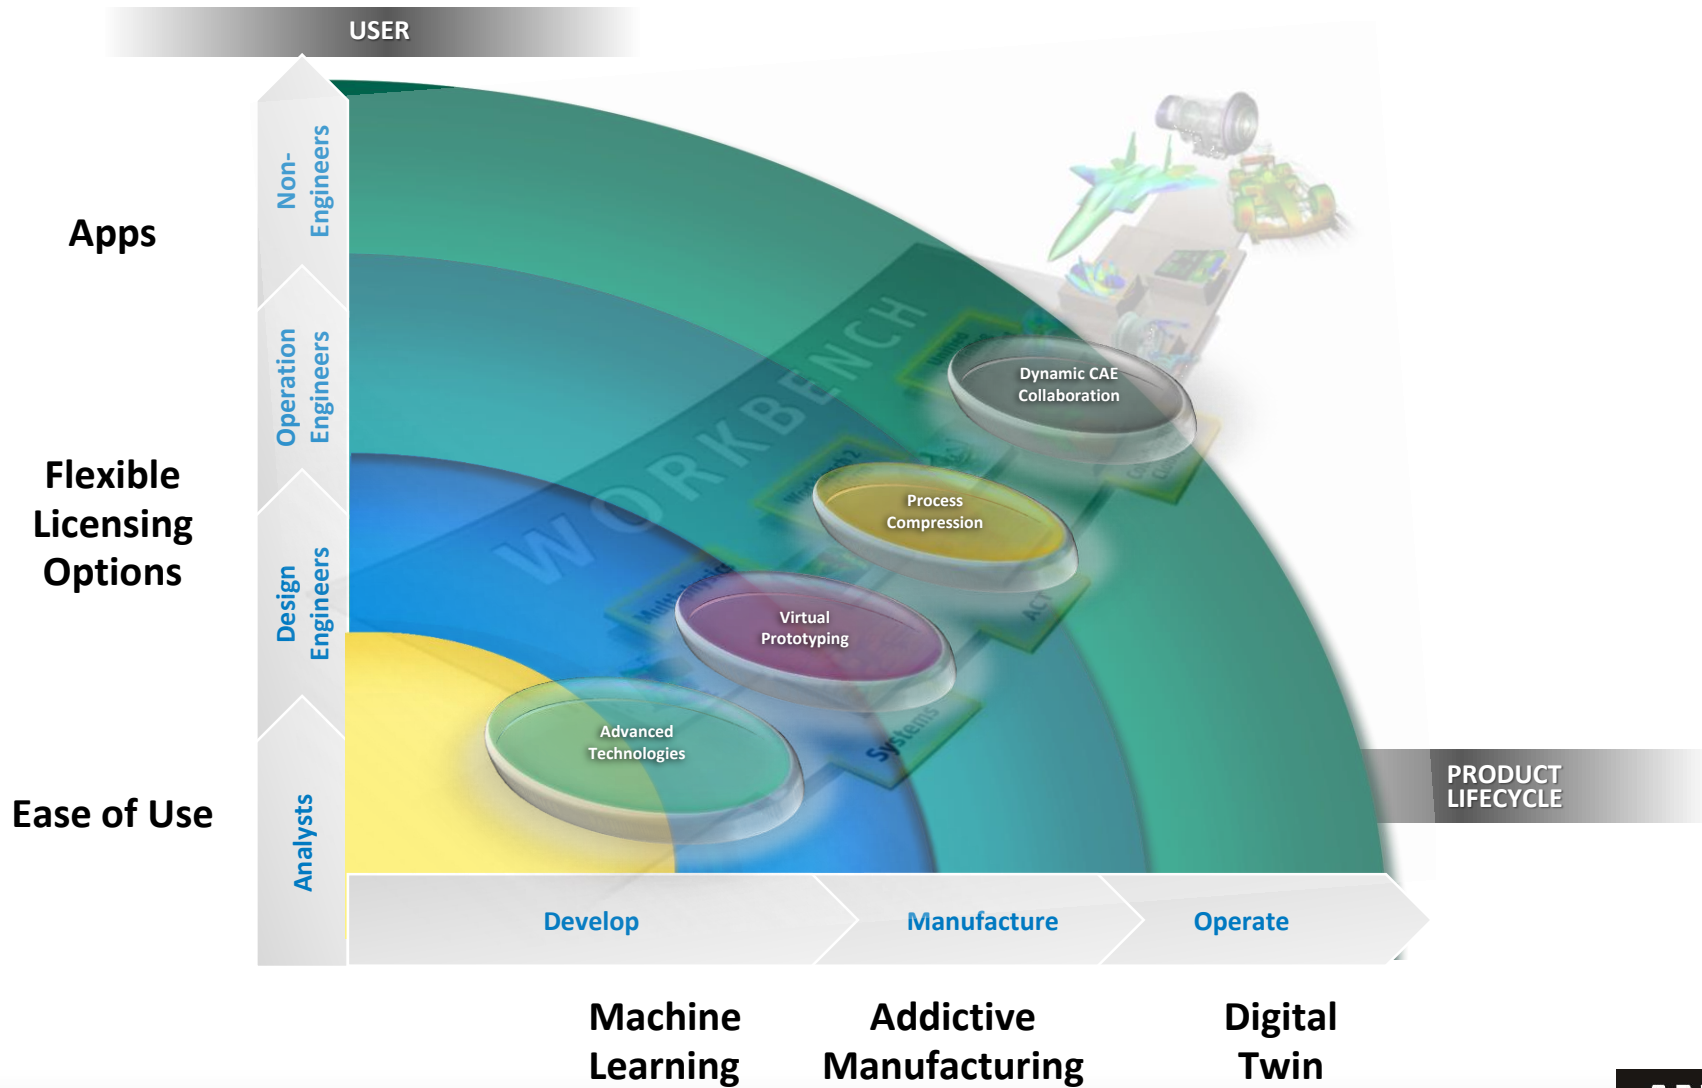 USER
Non-
Engineers
Apps
WORKBENCH
Operation
Engineers
Dynamic CAE
Collaboration
Flexible
Licensing
Options
Process
Compression
ACT
Design
Engineers
Multiphysics
Virtual
Prototyping
Systems
Advanced
Technologies
PRODUCT
LIFECYCLE
Ease of Use
Analysts
Develop
Manufacture
Operate
Machine
Learning
Addictive
Manufacturing
Digital
Twin